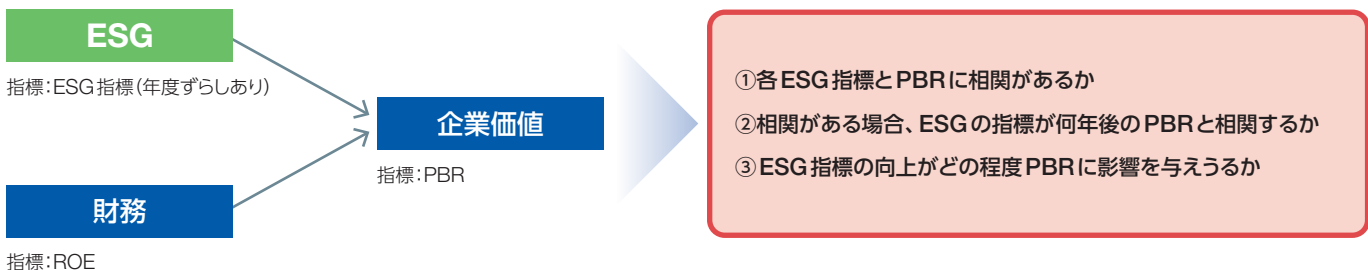 ESG
指標:ESG指標(年度ずらしあり)
財務
指標:ROE
企業価値
指標:PBR
①各ESG指標とPBRに相関があるか
②相関がある場合、ESGの指標が何年後のPBRと相関するか
③ESG指標の向上がどの程度PBRに影響を与えうるか